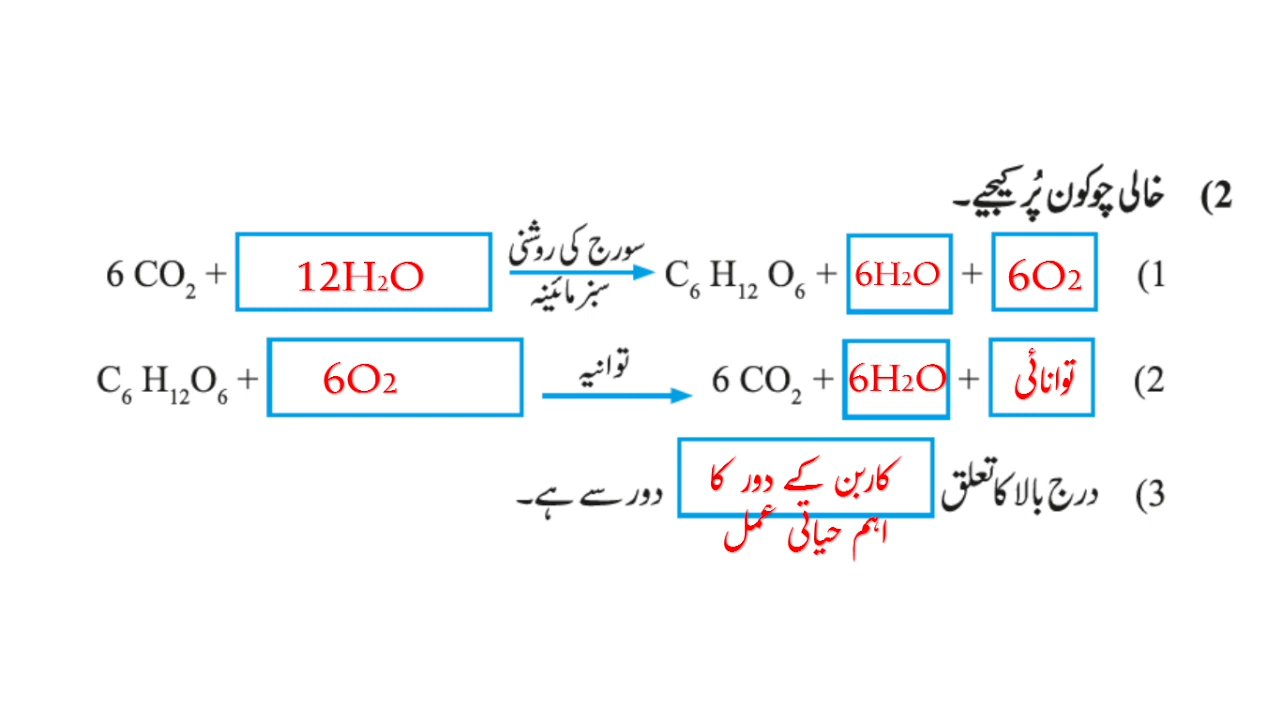 2) خالی چوکون پُر کیجیے۔
1) 6 CO₂ + 12H₂O سورج کی روشنی سبز مائینہ C₆ H₁₂ O₆ + 6H₂O + 6O₂
2) C₆ H₁₂O₆ + 6O₂ توانیہ 6 CO₂ + 6H₂O + توانائی
3) درج بالا کا تعلق کاربن کے دور کا دور سے ہے۔
اہم حیاتی عمل